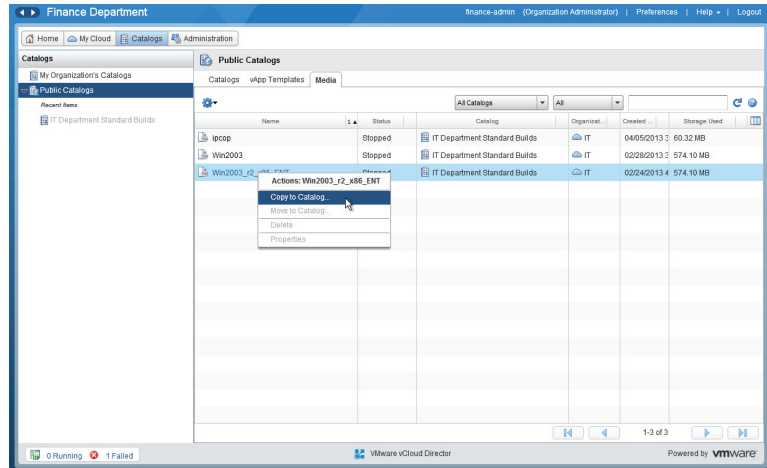 Finance Department finance-admin (Organization Administrator) | Preferences | Help | Logout
Home My Cloud Catalogs Administration
Catalogs
My Organization's Catalogs
Public Catalogs
Recent Items
IT Department Standard Builds
Public Catalogs
Catalogs vApp Templates Media
All Catalogs All
Name 1 Status Catalog Organizat... Created ... Storage Used
ipcop Stopped IT Department Standard Builds IT 04/05/2013 3 60.32 MB
Win2003 Stopped IT Department Standard Builds IT 02/28/2013 3 574.10 MB
Win2003_r2_x86_ENT Stopped IT Department Standard Builds IT 02/24/2013 4 574.10 MB
Actions: Win2003_r2_x86_ENT
Copy to Catalog...
Move to Catalog...
Delete
Properties
1-3 of 3
0 Running 1 Failed VMware vCloud Director Powered by vmware